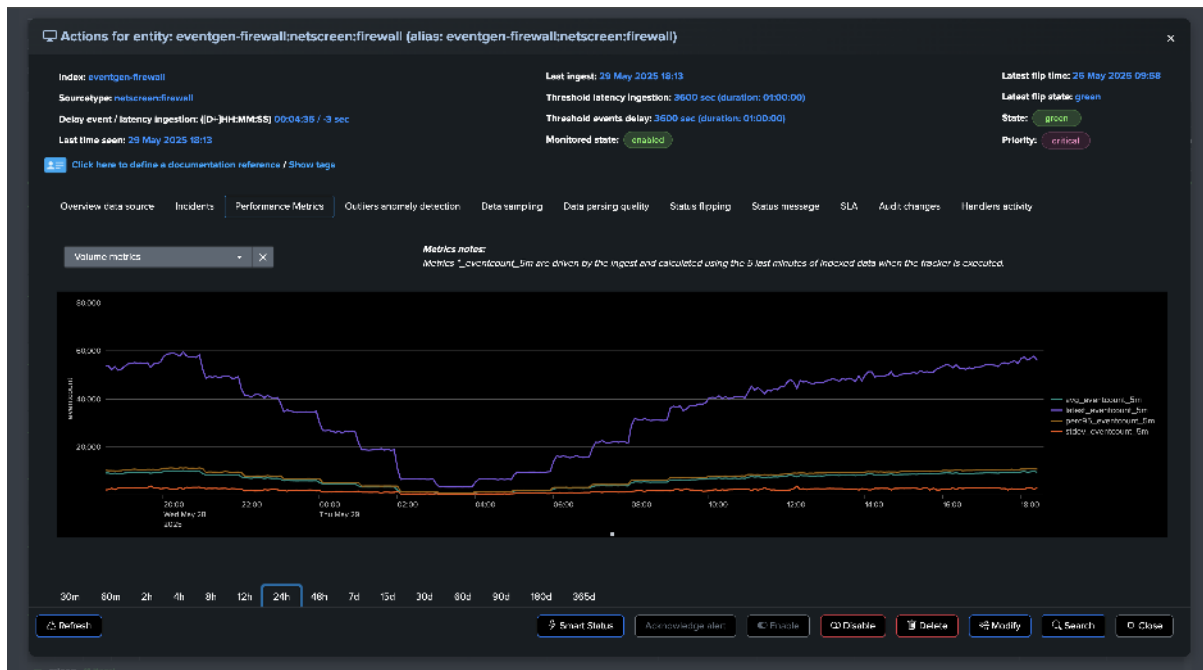 Actions for entity: eventgen-firewall:netscreen:firewall (alias: eventgen-firewall:netscreen:firewall)
Index: eventgen-firewall
Sourcetype: netscreen:firewall
Delay event / latency ingestion: ([D+]HH:MM:SS) 00:04:35 / -3 sec
Last time seen: 29 May 2025 18:13
Last ingest: 29 May 2025 18:13
Threshold latency ingestion: 3600 sec (duration: 01:00:00)
Threshold events delay: 3600 sec (duration: 01:00:00)
Monitored state: enabled
Latest flip time: 26 May 2025 09:58
Latest flip state: green
State: green
Priority: critical
Click here to define a documentation reference / Show tags
Overview data source Incidents Performance Metrics Outliers anomaly detection Data sampling Data parsing quality Status flipping Status message SLA Audit changes Handlers activity
Volume metrics
Metrics notes:
Metrics *_eventcount_5m are driven by the ingest and calculated using the 5 last minutes of indexed data when the tracker is executed.
80,000
60,000
40,000
20,000
eventcount
avg_eventcount_5m
latest_eventcount_5m
perc95_eventcount_5m
stdev_eventcount_5m
20:00 22:00 00:00 02:00 04:00 06:00 08:00 10:00 12:00 14:00 16:00 18:00
Wed May 28 Thu May 29
2025
30m 60m 2h 4h 8h 12h 24h 48h 7d 15d 30d 60d 90d 180d 365d
Refresh Smart Status Acknowledge alert Enable Disable Delete Modify Search Close